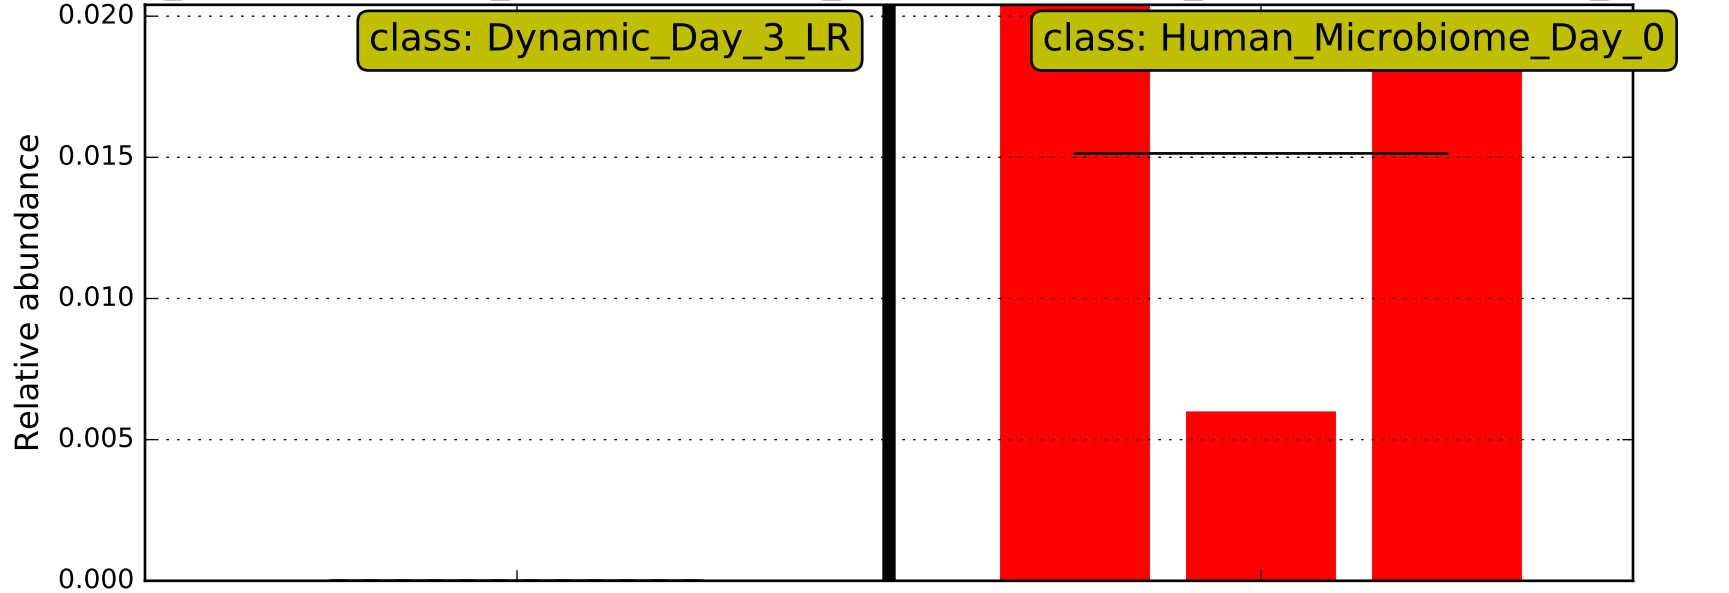 0.020
class: Dynamic_Day_3_LR
class: Human_Microbiome_Day_0
0.015
0.010
0.005
0.000
Relative abundance